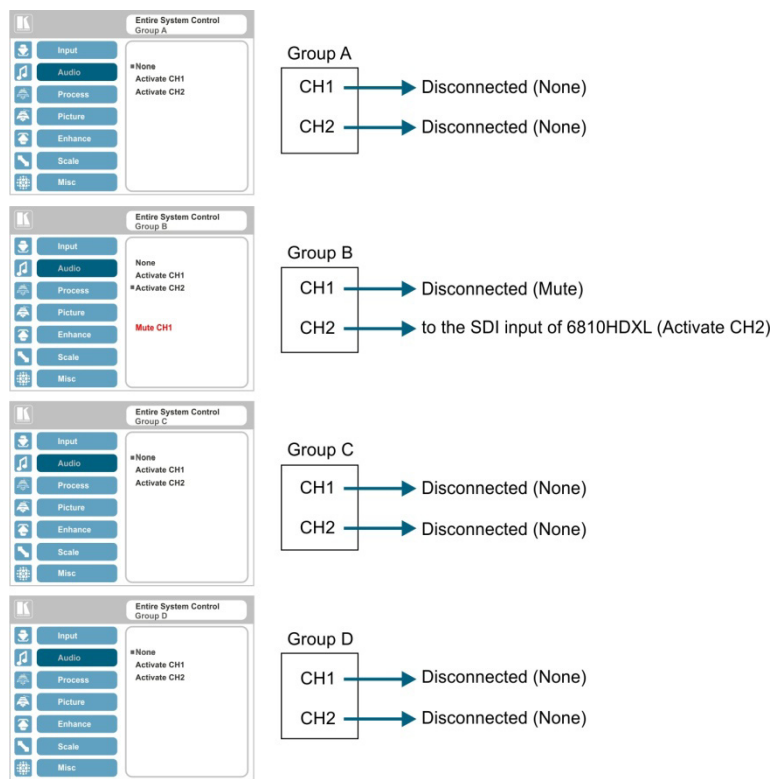 Entire System Control
Group A
Input
Audio
Process
Picture
Enhance
Scale
Misc
None
Activate CH1
Activate CH2
Group A
CH1
Disconnected (None)
CH2
Disconnected (None)
Entire System Control
Group B
Input
Audio
Process
Picture
Enhance
Scale
Misc
None
Activate CH1
Activate CH2
Mute CH1
Group B
CH1
Disconnected (Mute)
CH2
to the SDI input of 6810HDXL (Activate CH2)
Entire System Control
Group C
Input
Audio
Process
Picture
Enhance
Scale
Misc
None
Activate CH1
Activate CH2
Group C
CH1
Disconnected (None)
CH2
Disconnected (None)
Entire System Control
Group D
Input
Audio
Process
Picture
Enhance
Scale
Misc
None
Activate CH1
Activate CH2
Group D
CH1
Disconnected (None)
CH2
Disconnected (None)